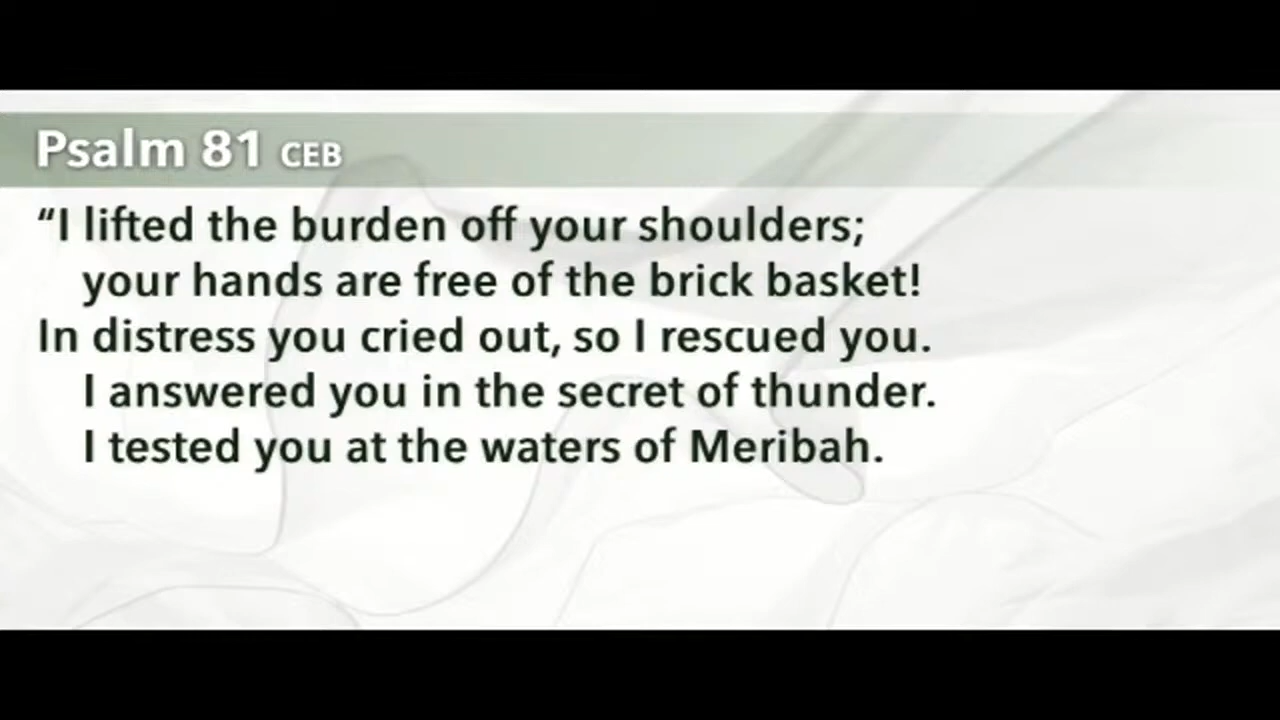 Psalm 81 CEB
“I lifted the burden off your shoulders;
your hands are free of the brick basket!
In distress you cried out, so I rescued you.
I answered you in the secret of thunder.
I tested you at the waters of Meribah.